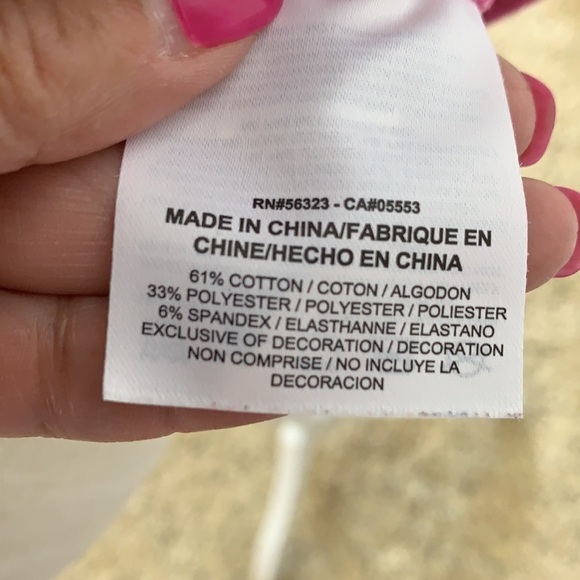 RN#56323 - CA#05553
MADE IN CHINA/FABRIQUE EN
CHINE/HECHO EN CHINA
61% COTTON / COTON / ALGODON
33% POLYESTER / POLYESTER / POLIESTER
6% SPANDEX / ELASTHANNE / ELASTANO
EXCLUSIVE OF DECORATION / DECORATION
NON COMPRISE / NO INCLUYE LA
DECORACION